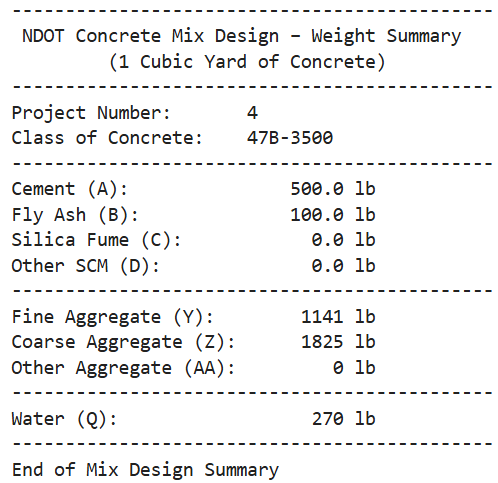 ---------------------------------------------
NDOT Concrete Mix Design – Weight Summary
(1 Cubic Yard of Concrete)
---------------------------------------------
Project Number: 4
Class of Concrete: 47B-3500
---------------------------------------------
Cement (A): 500.0 lb
Fly Ash (B): 100.0 lb
Silica Fume (C): 0.0 lb
Other SCM (D): 0.0 lb
---------------------------------------------
Fine Aggregate (Y): 1141 lb
Coarse Aggregate (Z): 1825 lb
Other Aggregate (AA): 0 lb
---------------------------------------------
Water (Q): 270 lb
---------------------------------------------
End of Mix Design Summary